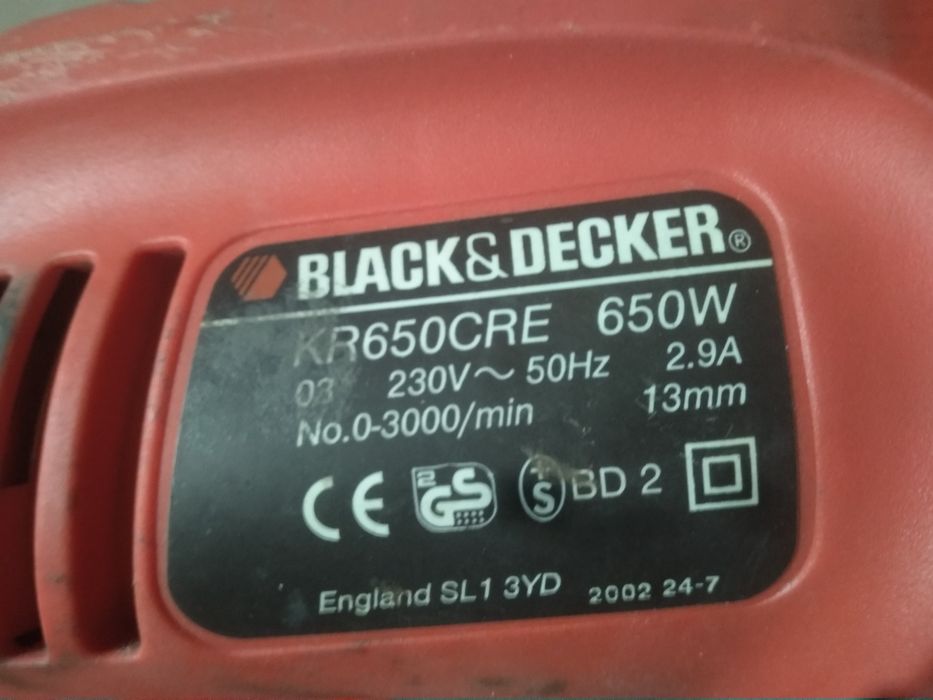 BLACK&DECKER®
KR650CRE 650W
03 230V~ 50Hz 2.9A
No.0-3000/min 13mm
CE 2 GS +S BD 2
England SL1 3YD 2002 24-7